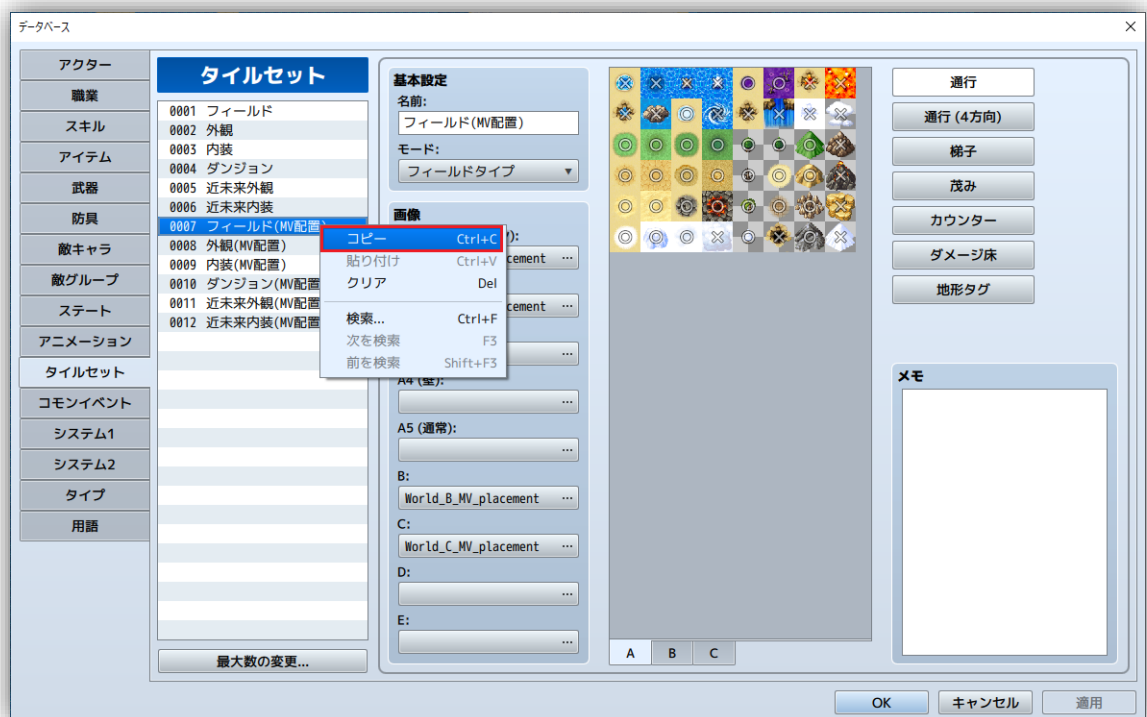 データベース
アクター
職業
スキル
アイテム
武器
防具
敵キャラ
敵グループ
ステート
アニメーション
タイルセット
コモンイベント
システム1
システム2
タイプ
用語
タイルセット
0001 フィールド
0002 外観
0003 内装
0004 ダンジョン
0005 近未来外観
0006 近未来内装
0007 フィールド(MV配置)
0008 外観(MV配置)
0009 内装(MV配置)
0010 ダンジョン(MV配置
0011 近未来外観(MV配置
0012 近未来内装(MV配置
最大数の変更...
コピー Ctrl+C
貼り付け Ctrl+V
クリア Del
検索... Ctrl+F
次を検索 F3
前を検索 Shift+F3
基本設定
名前:
フィールド(MV配置)
モード:
フィールドタイプ
画像
):
cement ...
cement ...
...
A4 (壁):
...
A5 (通常):
...
B:
World_B_MV_placement ...
C:
World_C_MV_placement ...
D:
...
E:
...
A B C
通行
通行 (4方向)
梯子
茂み
カウンター
ダメージ床
地形タグ
メモ
OK キャンセル 適用